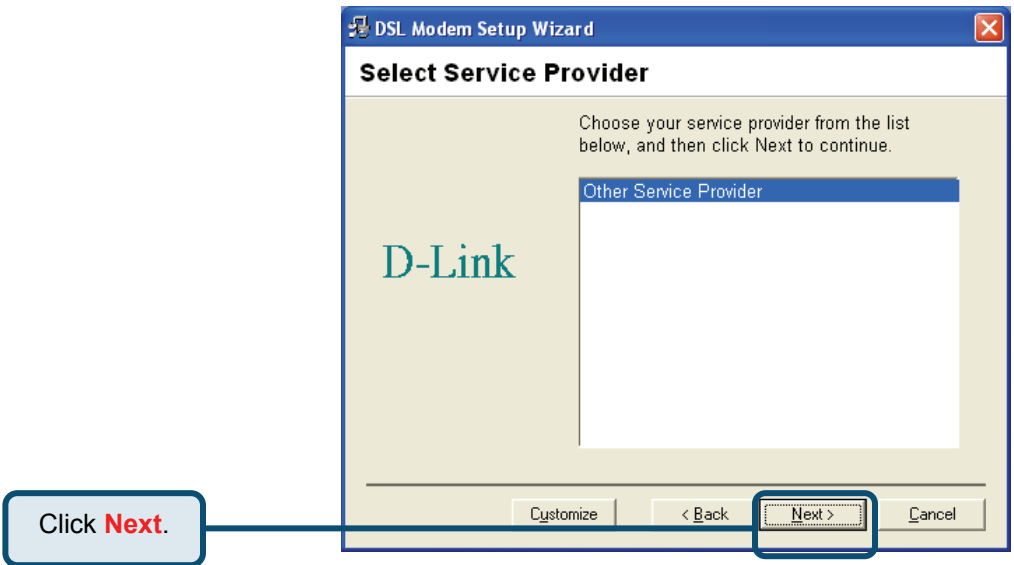 DSL Modem Setup Wizard
Select Service Provider
Choose your service provider from the list
below, and then click Next to continue.
Other Service Provider
D-Link
Customize
< Back
Next >
Cancel
Click Next.